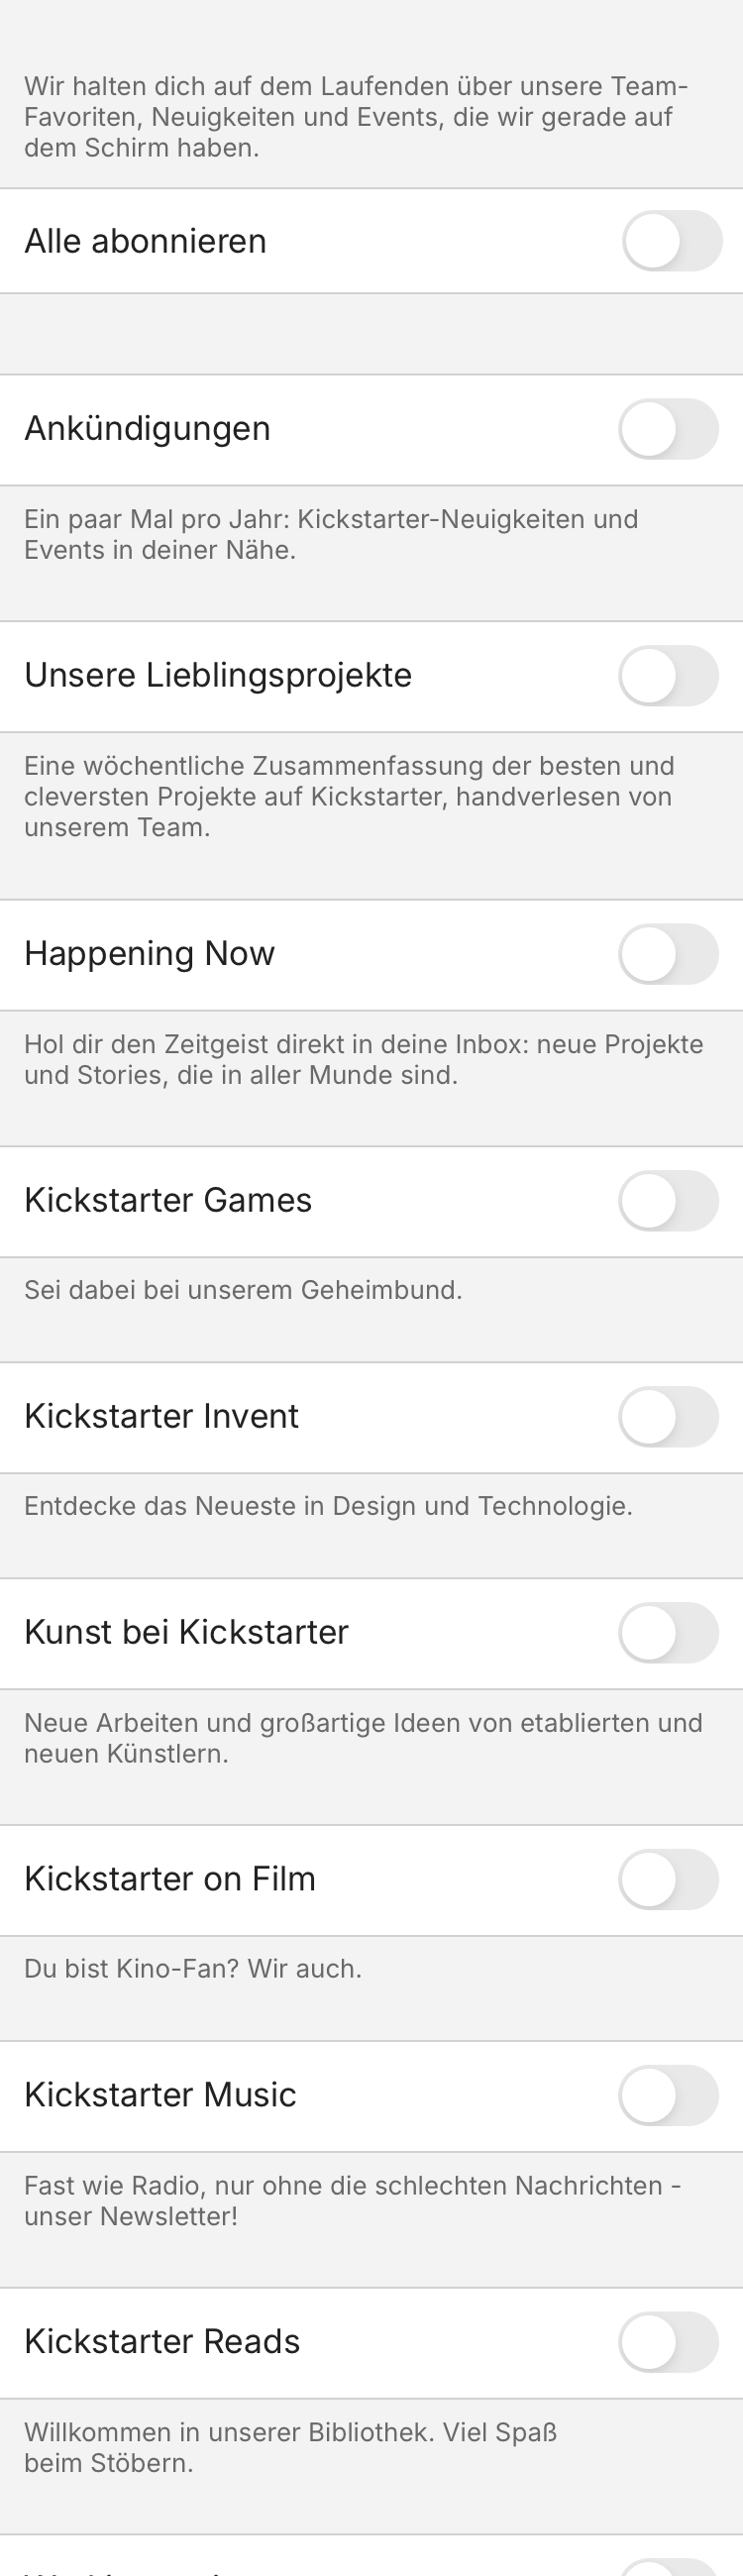 Wir halten dich auf dem Laufenden über unsere Team-
Favoriten, Neuigkeiten und Events, die wir gerade auf
dem Schirm haben.
Alle abonnieren
Ankündigungen
Ein paar Mal pro Jahr: Kickstarter-Neuigkeiten und
Events in deiner Nähe.
Unsere Lieblingsprojekte
Eine wöchentliche Zusammenfassung der besten und
cleversten Projekte auf Kickstarter, handverlesen von
unserem Team.
Happening Now
Hol dir den Zeitgeist direkt in deine Inbox: neue Projekte
und Stories, die in aller Munde sind.
Kickstarter Games
Sei dabei bei unserem Geheimbund.
Kickstarter Invent
Entdecke das Neueste in Design und Technologie.
Kunst bei Kickstarter
Neue Arbeiten und großartige Ideen von etablierten und
neuen Künstlern.
Kickstarter on Film
Du bist Kino-Fan? Wir auch.
Kickstarter Music
Fast wie Radio, nur ohne die schlechten Nachrichten -
unser Newsletter!
Kickstarter Reads
Willkommen in unserer Bibliothek. Viel Spaß
beim Stöbern.